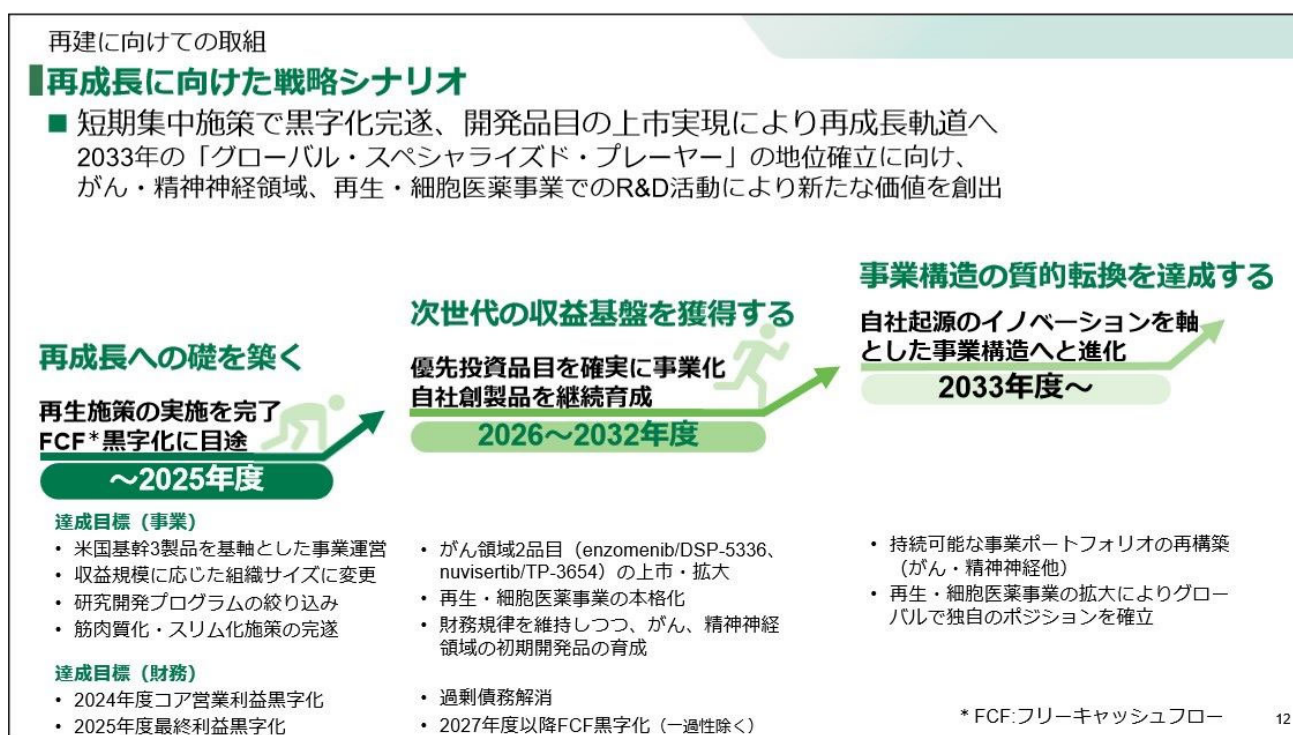 再建に向けての取組
再成長に向けた戦略シナリオ
■ 短期集中施策で黒字化完遂、開発品目の上市実現により再成長軌道へ
2033年の「グローバル・スペシャライズド・プレーヤー」の地位確立に向け、
がん・精神神経領域、再生・細胞医薬事業でのR&D活動により新たな価値を創出
再成長への礎を築く
再生施策の実施を完了
FCF*黒字化に目途
～2025年度
達成目標（事業）
• 米国基幹3製品を基軸とした事業運営
• 収益規模に応じた組織サイズに変更
• 研究開発プログラムの絞り込み
• 筋肉質化・スリム化施策の完遂
達成目標（財務）
• 2024年度コア営業利益黒字化
• 2025年度最終利益黒字化
次世代の収益基盤を獲得する
優先投資品目を確実に事業化
自社創製品を継続育成
2026～2032年度
• がん領域2品目（enzomenib/DSP-5336、
nuvisertib/TP-3654）の上市・拡大
• 再生・細胞医薬事業の本格化
• 財務規律を維持しつつ、がん、精神神経
領域の初期開発品の育成
• 過剰債務解消
• 2027年度以降FCF黒字化（一過性除く）
事業構造の質的転換を達成する
自社起源のイノベーションを軸
とした事業構造へと進化
2033年度～
• 持続可能な事業ポートフォリオの再構築
（がん・精神神経他）
• 再生・細胞医薬事業の拡大によりグロー
バルで独自のポジションを確立
* FCF:フリーキャッシュフロー
12